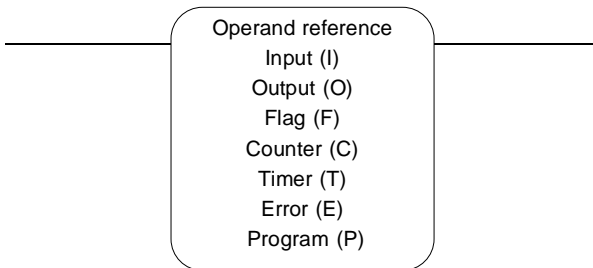 Operand reference
Input (I)
Output (O)
Flag (F)
Counter (C)
Timer (T)
Error (E)
Program (P)